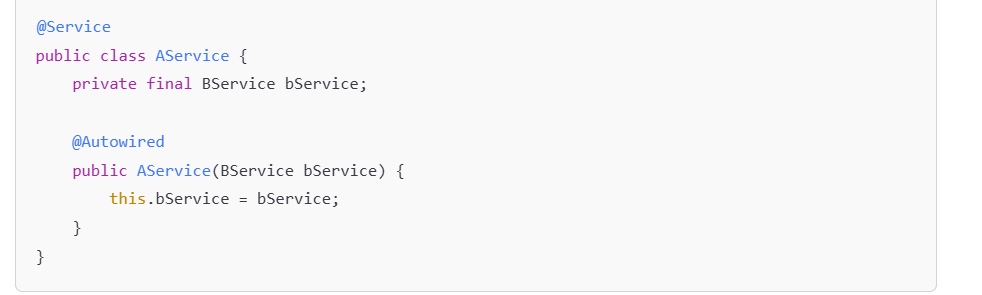 @Service
public class AService {
    private final BService bService;

    @Autowired
    public AService(BService bService) {
        this.bService = bService;
    }
}